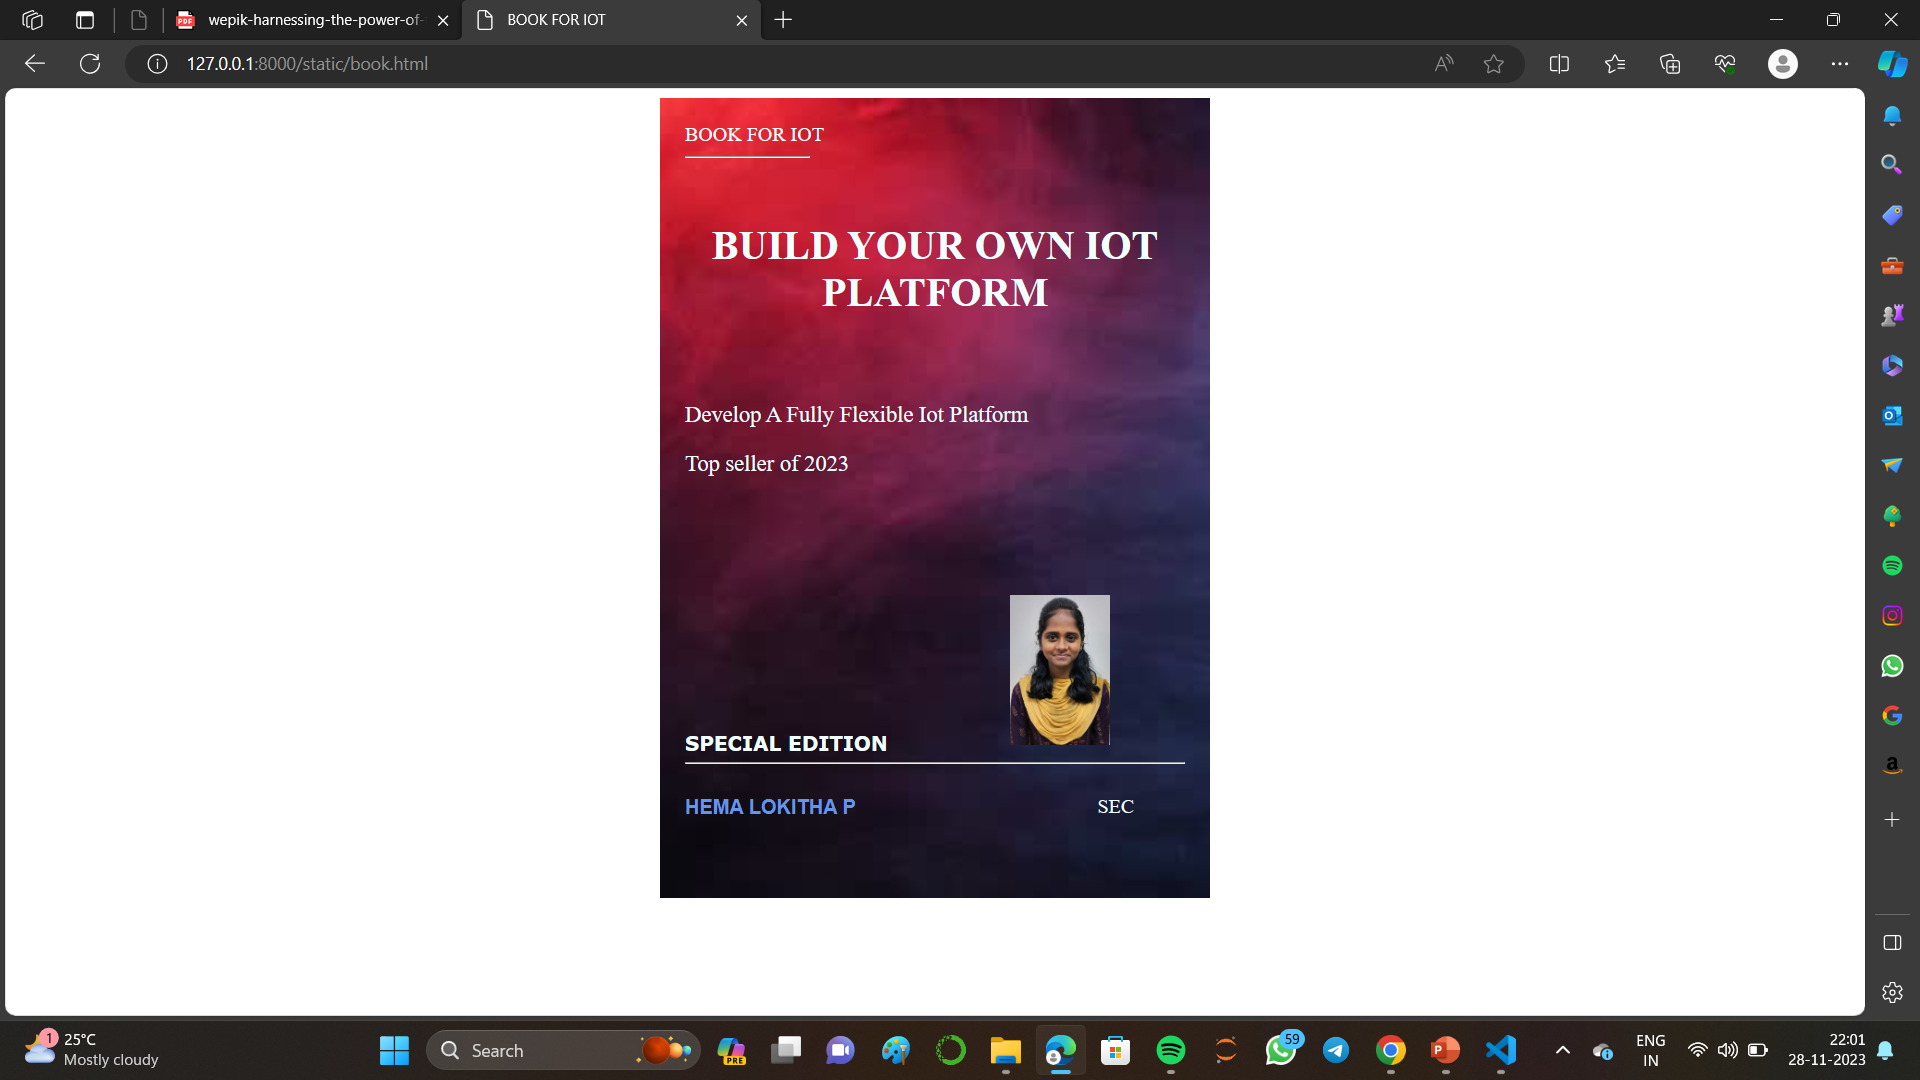 wepik-harnessing-the-power-of-
BOOK FOR IOT
127.0.0.1:8000/static/book.html
BOOK FOR IOT
BUILD YOUR OWN IOT
PLATFORM
Develop A Fully Flexible Iot Platform
Top seller of 2023
SPECIAL EDITION
HEMA LOKITHA P
SEC
1
25°C
Mostly cloudy
Search
PRE
59
ENG
IN
22:01
28-11-2023